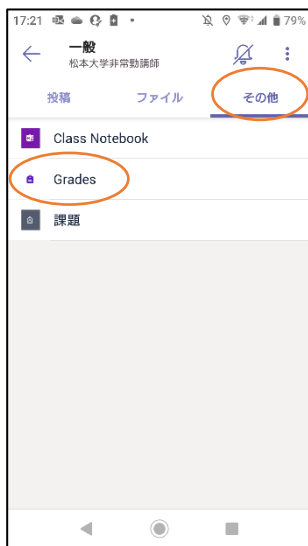 17:21 79%
一般
松本大学非常勤講師
投稿 ファイル その他
Class Notebook
Grades
課題